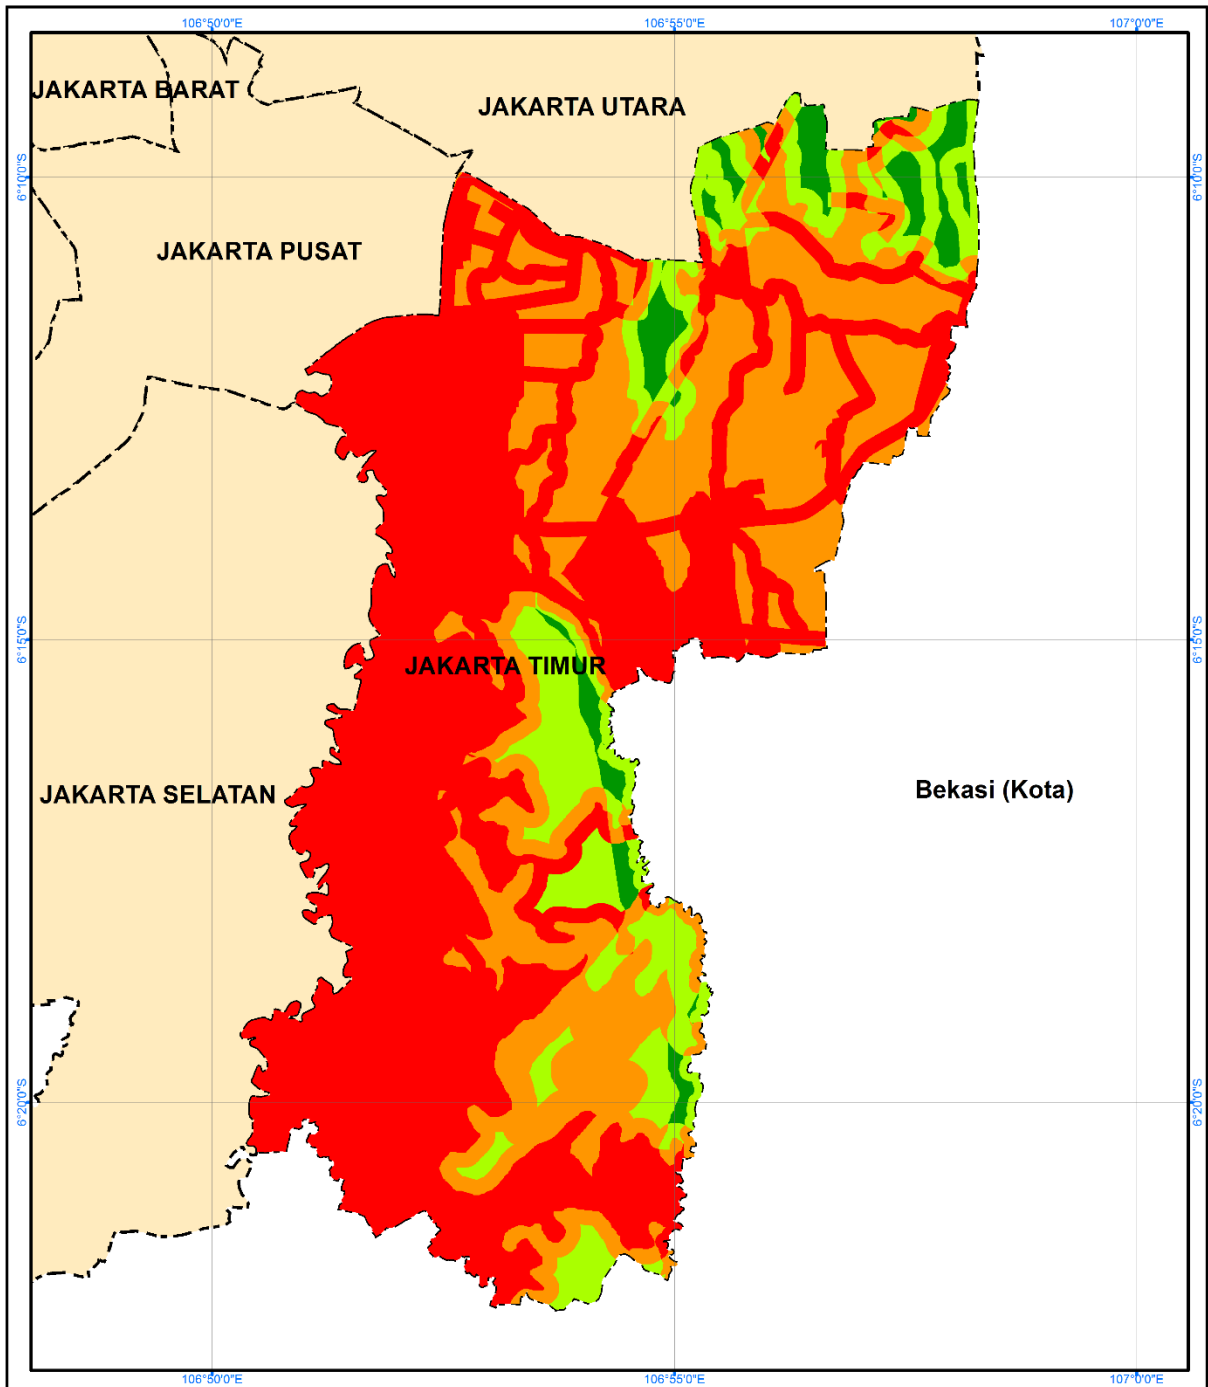 106°50'0"E
106°55'0"E
107°0'0"E
JAKARTA BARAT
JAKARTA UTARA
6°10'0"S
6°10'0"S
JAKARTA PUSAT
6°15'0"S
6°15'0"S
JAKARTA TIMUR
JAKARTA SELATAN
Bekasi (Kota)
6°20'0"S
6°20'0"S
106°50'0"E
106°55'0"E
107°0'0"E